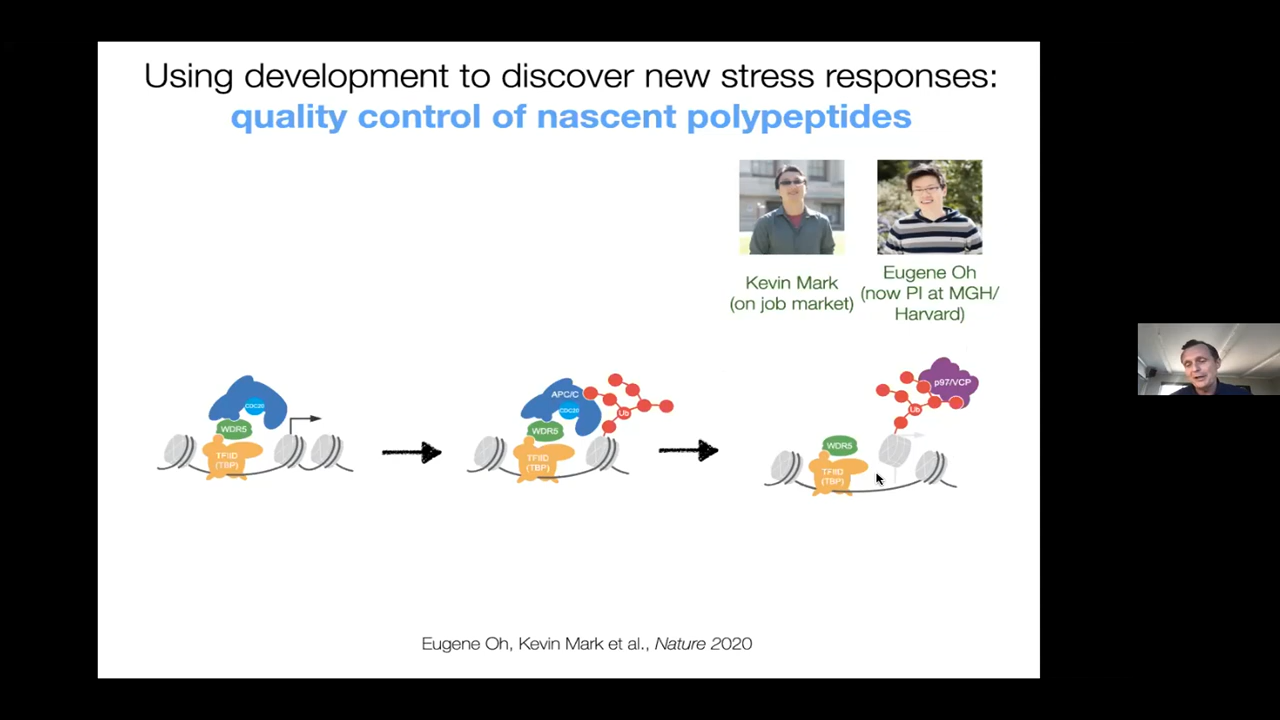 Using development to discover new stress responses:
quality control of nascent polypeptides
Kevin Mark
(on job market)
Eugene Oh
(now PI at MGH/
Harvard)
CDC20
WDR5
TFIID
(TBP)
APC/C
CDC20
Ub
WDR5
TFIID
(TBP)
p97/VCP
Ub
WDR5
TFIID
(TBP)
Eugene Oh, Kevin Mark et al., Nature 2020